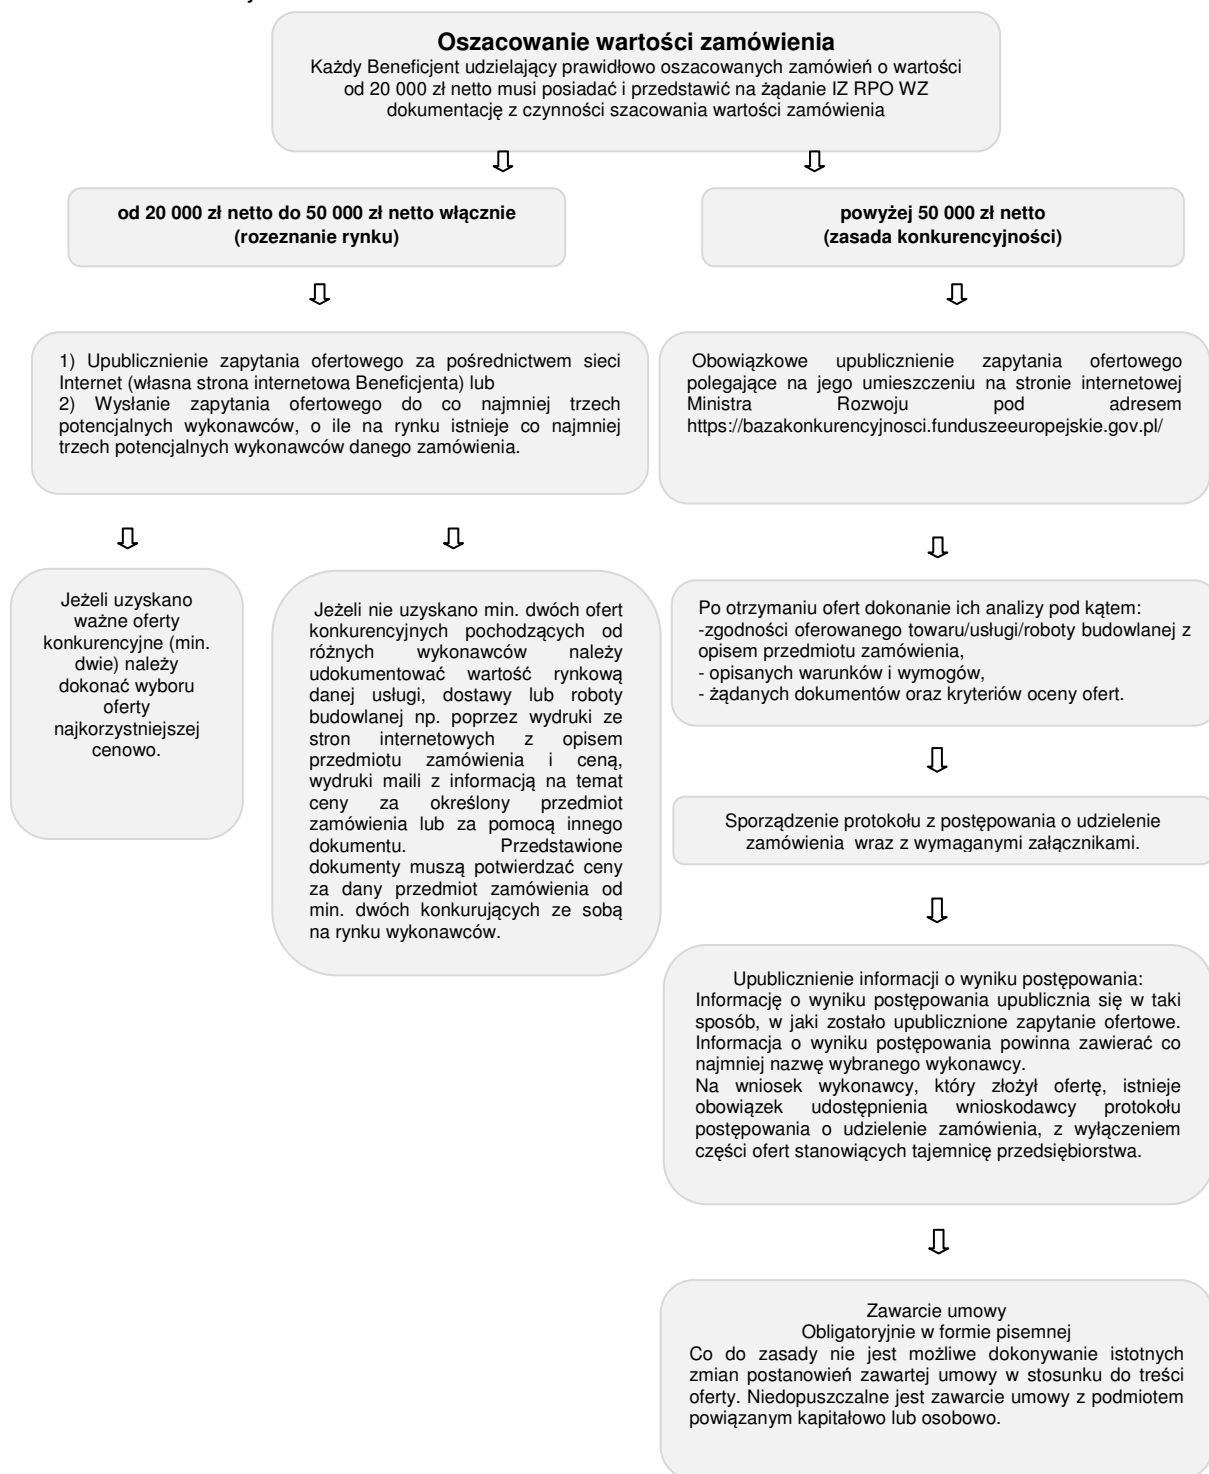 Oszacowanie wartości zamówienia
Każdy Beneficjent udzielający prawidłowo oszacowanych zamówień o wartości
od 20 000 zł netto musi posiadać i przedstawić na żądanie IZ RPO WZ
dokumentację z czynności szacowania wartości zamówienia
od 20 000 zł netto do 50 000 zł netto włącznie
(rozeznanie rynku)
powyżej 50 000 zł netto
(zasada konkurencyjności)
1) Upublicznienie zapytania ofertowego za pośrednictwem sieci
Internet (własna strona internetowa Beneficjenta) lub
2) Wysłanie zapytania ofertowego do co najmniej trzech
potencjalnych wykonawców, o ile na rynku istnieje co najmniej
trzech potencjalnych wykonawców danego zamówienia.
Obowiązkowe upublicznienie zapytania ofertowego
polegające na jego umieszczeniu na stronie internetowej
Ministra Rozwoju pod adresem
https://bazakonkurencyjnosci.funduszeeuropejskie.gov.pl/
Jeżeli uzyskano
ważne oferty
konkurencyjne (min.
dwie) należy
dokonać wyboru
oferty
najkorzystniejszej
cenowo.
Jeżeli nie uzyskano min. dwóch ofert
konkurencyjnych pochodzących od
różnych wykonawców należy
udokumentować wartość rynkową
danej usługi, dostawy lub roboty
budowlanej np. poprzez wydruki ze
stron internetowych z opisem
przedmiotu zamówienia i ceną,
wydruki maili z informacją na temat
ceny za określony przedmiot
zamówienia lub za pomocą innego
dokumentu. Przedstawione
dokumenty muszą potwierdzać ceny
za dany przedmiot zamówienia od
min. dwóch konkurujących ze sobą
na rynku wykonawców.
Po otrzymaniu ofert dokonanie ich analizy pod kątem:
-zgodności oferowanego towaru/usługi/roboty budowlanej z
opisem przedmiotu zamówienia,
- opisanych warunków i wymogów,
- żądanych dokumentów oraz kryteriów oceny ofert.
Sporządzenie protokołu z postępowania o udzielenie
zamówienia wraz z wymaganymi załącznikami.
Upublicznienie informacji o wyniku postępowania:
Informację o wyniku postępowania upublicznia się w taki
sposób, w jaki zostało upublicznione zapytanie ofertowe.
Informacja o wyniku postępowania powinna zawierać co
najmniej nazwę wybranego wykonawcy.
Na wniosek wykonawcy, który złożył ofertę, istnieje
obowiązek udostępnienia wnioskodawcy protokołu
postępowania o udzielenie zamówienia, z wyłączeniem
części ofert stanowiących tajemnicę przedsiębiorstwa.
Zawarcie umowy
Obligatoryjnie w formie pisemnej
Co do zasady nie jest możliwe dokonywanie istotnych
zmian postanowień zawartej umowy w stosunku do treści
oferty. Niedopuszczalne jest zawarcie umowy z podmiotem
powiązanym kapitałowo lub osobowo.